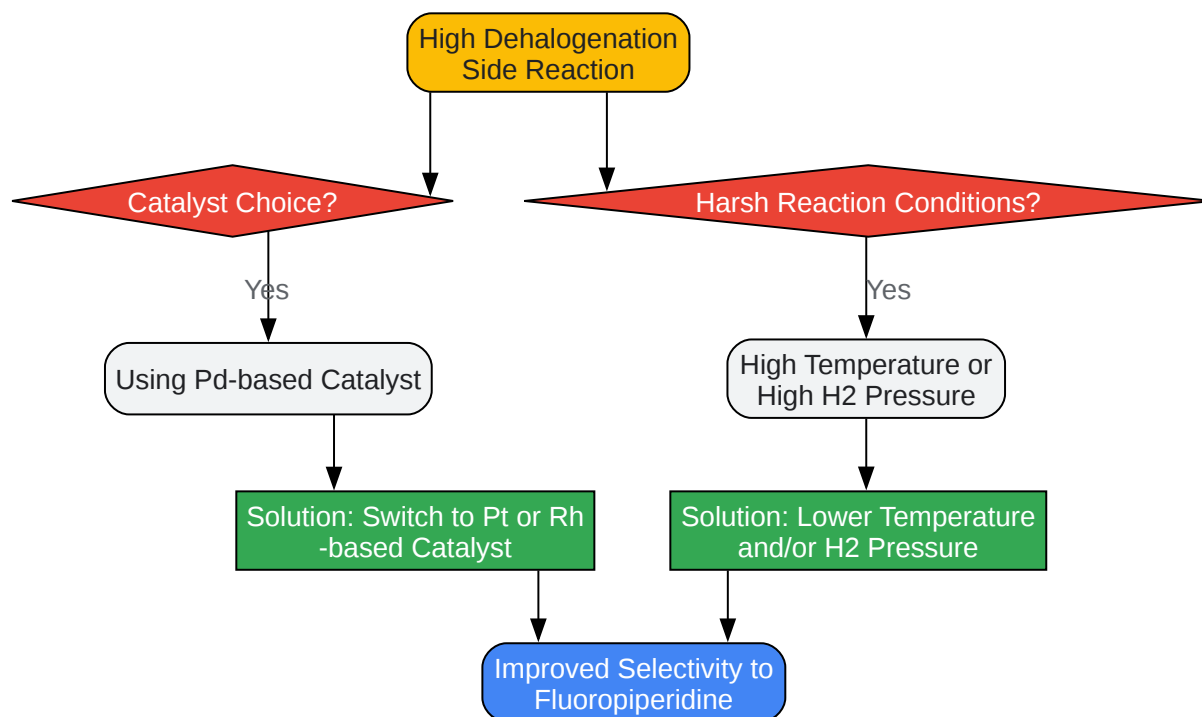 High Dehalogenation
Side Reaction
Catalyst Choice?
Harsh Reaction Conditions?
Yes
Yes
Using Pd-based Catalyst
High Temperature or
High H2 Pressure
Solution: Switch to Pt or Rh
-based Catalyst
Solution: Lower Temperature
and/or H2 Pressure
Improved Selectivity to
Fluoropiperidine